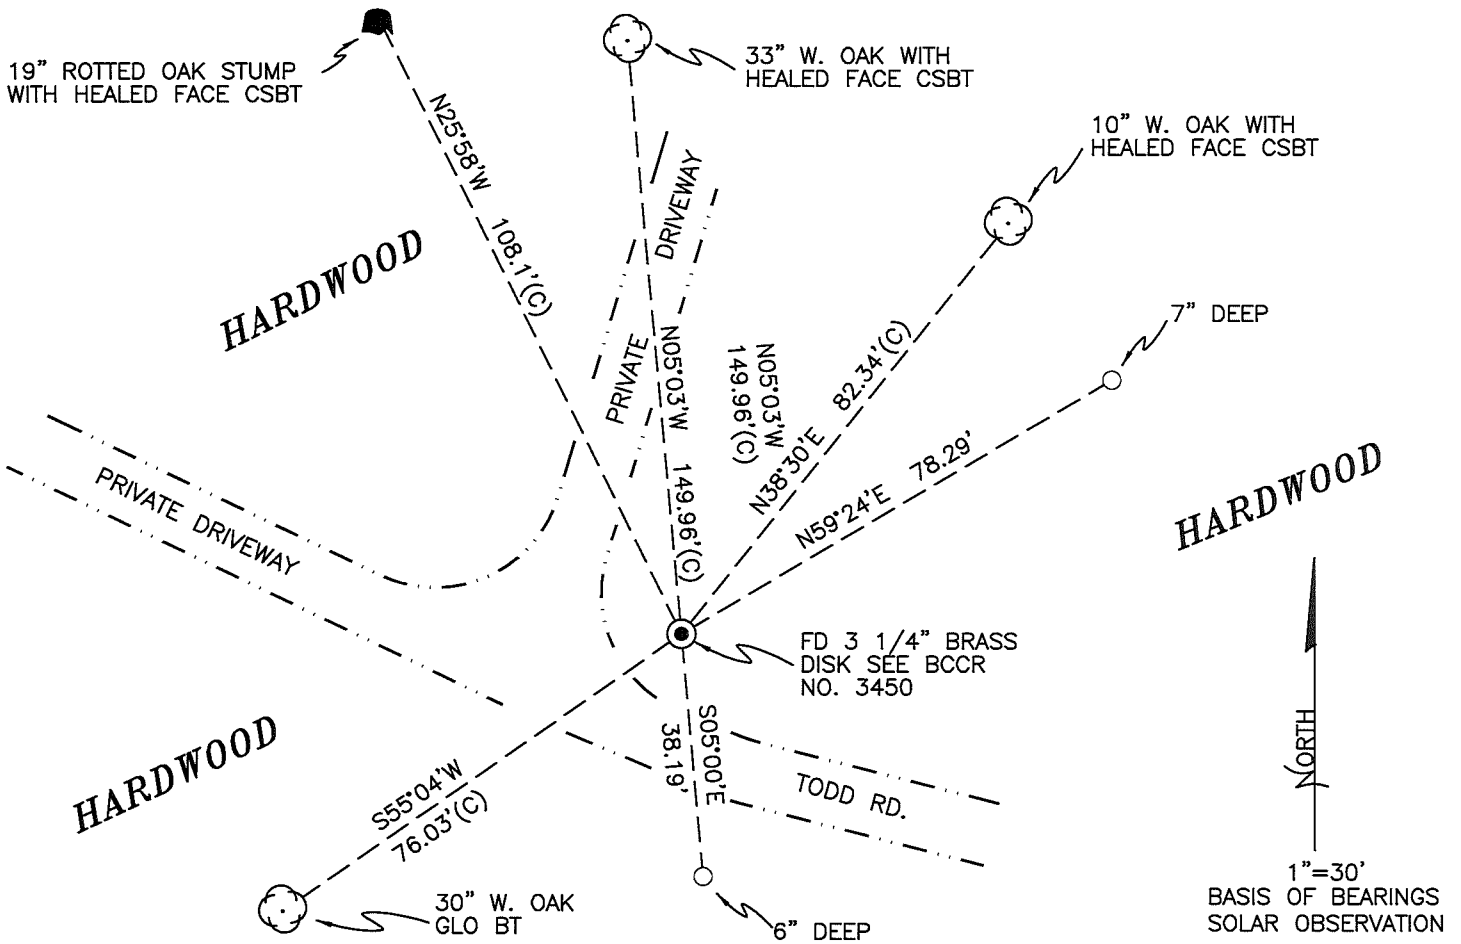 19" ROTTED OAK STUMP
WITH HEALED FACE CSBT
33" W. OAK WITH
HEALED FACE CSBT
10" W. OAK WITH
HEALED FACE CSBT
N25°58'W 108.1'(C)
HARDWOOD
PRIVATE DRIVEWAY
N05°03'W 149.96'(C)
N05°03'W
149.96'(C)
N38°30'E 82.34'(C)
7" DEEP
N59°24'E 78.29'
HARDWOOD
PRIVATE DRIVEWAY
FD 3 1/4" BRASS
DISK SEE BCCR
NO. 3450
HARDWOOD
S55°04'W
76.03'(C)
S05°00'E
38.19'
TODD RD.
30" W. OAK
GLO BT
6" DEEP
NORTH
1"=30'
BASIS OF BEARINGS
SOLAR OBSERVATION